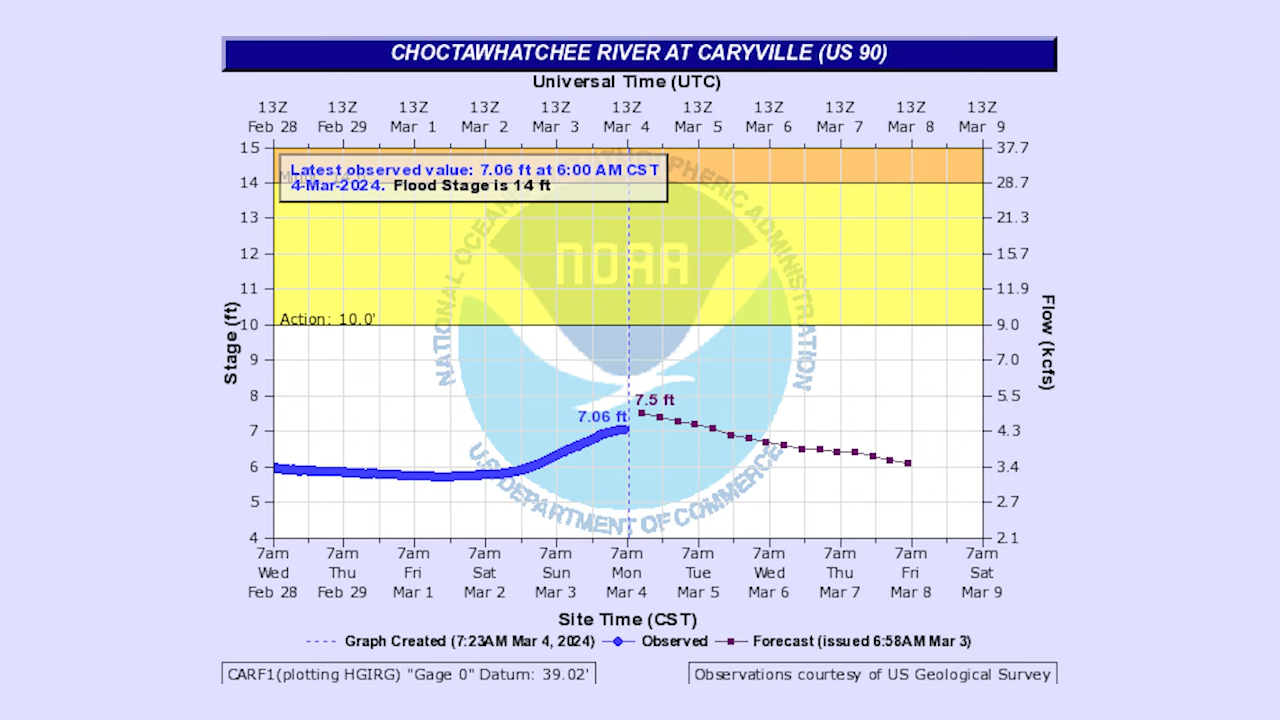 CHOCTAWHATCHEE RIVER AT CARYVILLE (US 90)
Universal Time (UTC)
13Z 13Z 13Z 13Z 13Z 13Z 13Z 13Z 13Z 13Z 13Z
Feb 28 Feb 29 Mar 1 Mar 2 Mar 3 Mar 4 Mar 5 Mar 6 Mar 7 Mar 8 Mar 9
15 37.7
Latest observed value: 7.06 ft at 6:00 AM CST
4-Mar-2024. Flood Stage is 14 ft
14 28.7
13 21.3
12 15.7
11 11.9
Action: 10.0'
10 9.0
9 7.0
8 5.5
7 4.3
6 3.4
5 2.7
4 2.1
Stage (ft)
Flow (kcfs)
7.5 ft
7.06 ft
NOAA
NATIONAL OCEANIC AND ATMOSPHERIC ADMINISTRATION
U.S. DEPARTMENT OF COMMERCE
7am 7am 7am 7am 7am 7am 7am 7am 7am 7am 7am
Wed Thu Fri Sat Sun Mon Tue Wed Thu Fri Sat
Feb 28 Feb 29 Mar 1 Mar 2 Mar 3 Mar 4 Mar 5 Mar 6 Mar 7 Mar 8 Mar 9
Site Time (CST)
Graph Created (7:23AM Mar 4, 2024) Observed Forecast (issued 6:58AM Mar 3)
CARF1(plotting HGIRG) "Gage 0" Datum: 39.02'
Observations courtesy of US Geological Survey